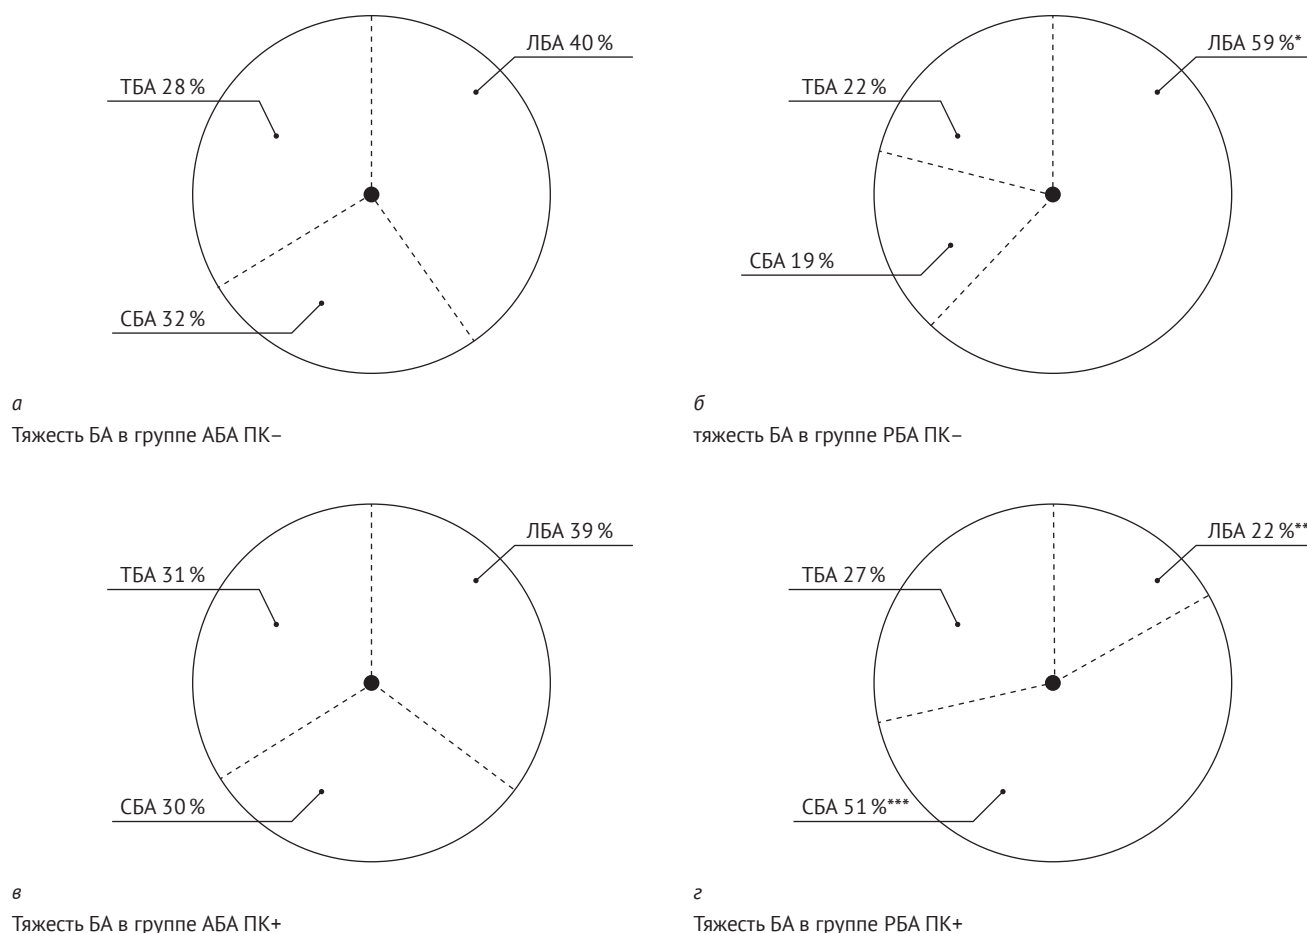 ЛБА 40 %
ТБА 28 %
СБА 32 %
а
Тяжесть БА в группе АБА ПК–
ЛБА 59 %*
ТБА 22 %
СБА 19 %
б
тяжесть БА в группе РБА ПК–
ЛБА 39 %
ТБА 31 %
СБА 30 %
в
Тяжесть БА в группе АБА ПК+
ЛБА 22 %**
ТБА 27 %
СБА 51 %***
г
Тяжесть БА в группе РБА ПК+